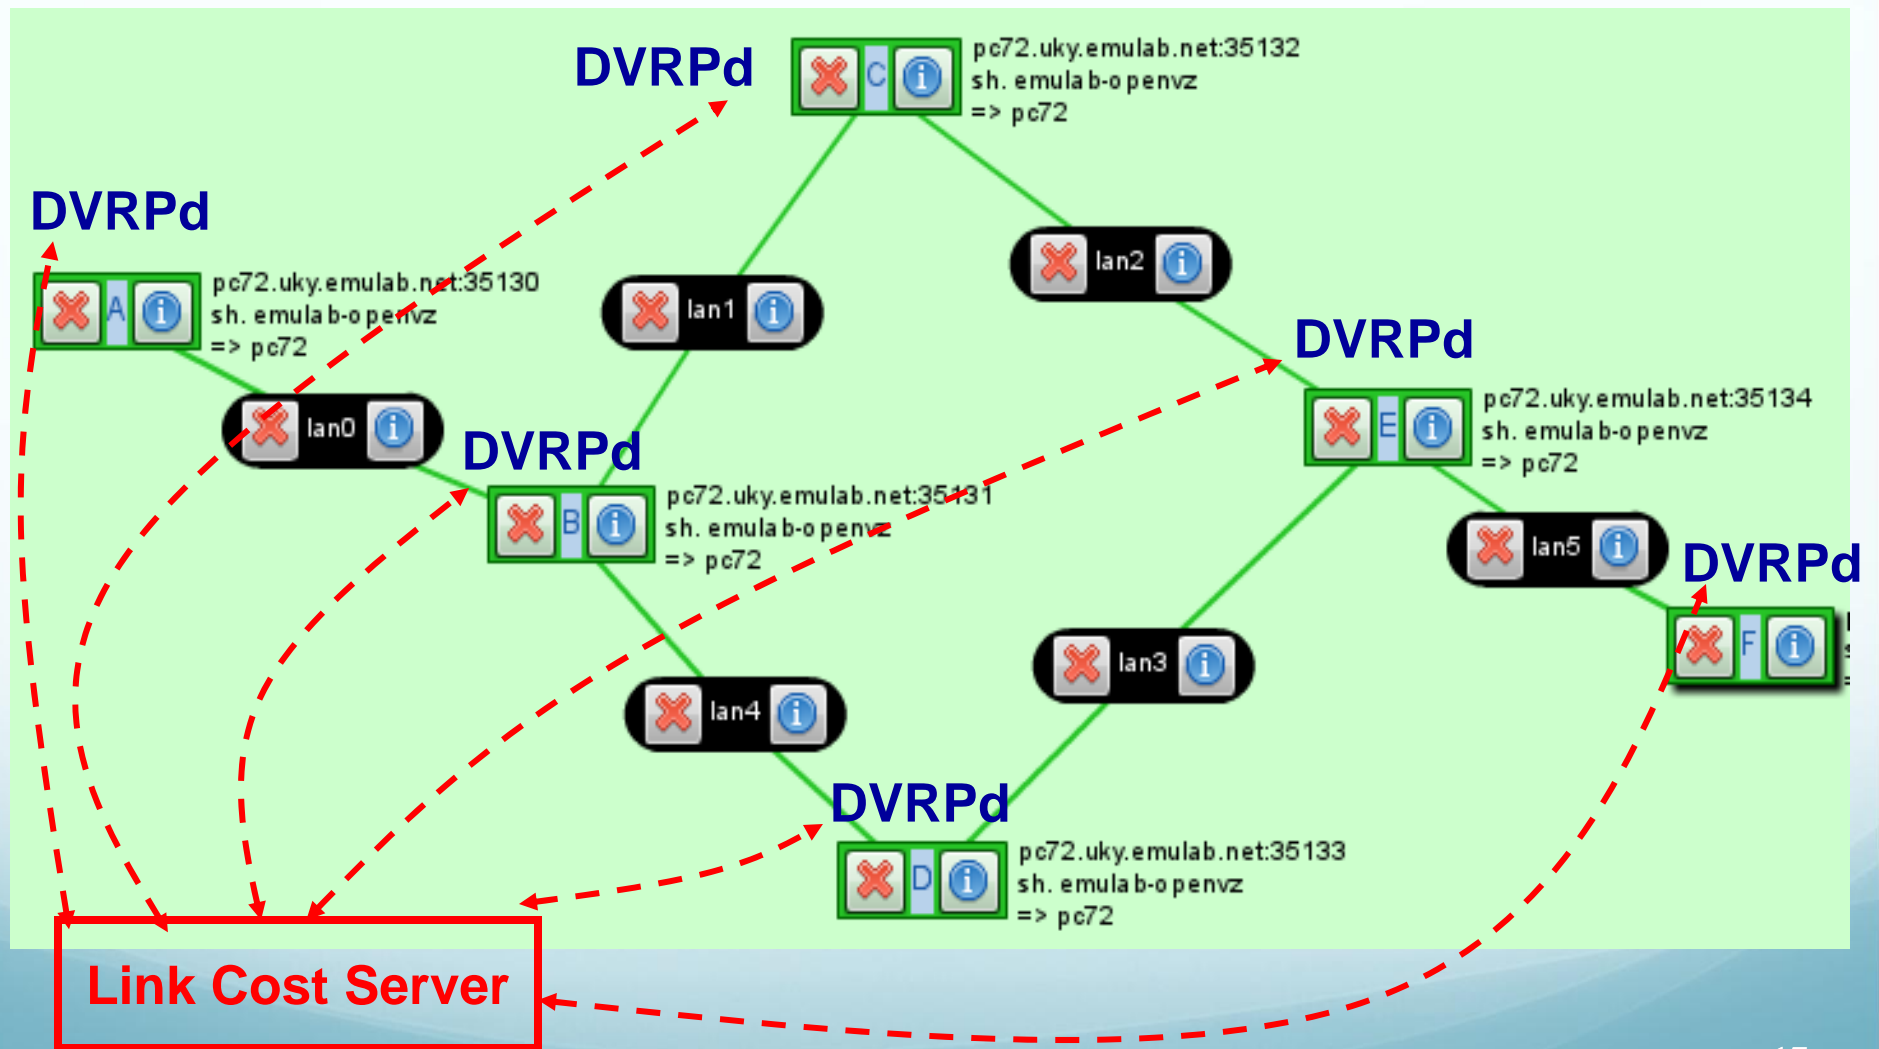 DVRPd
C
pc72.uky.emulab.net:35132
sh. emulab-openvz
=> pc72
DVRPd
A
pc72.uky.emulab.net:35130
sh. emulab-openvz
=> pc72
lan1
lan2
DVRPd
E
pc72.uky.emulab.net:35134
sh. emulab-openvz
=> pc72
lan0
DVRPd
B
pc72.uky.emulab.net:35131
sh. emulab-openvz
=> pc72
lan5
DVRPd
F
lan3
lan4
DVRPd
D
pc72.uky.emulab.net:35133
sh. emulab-openvz
=> pc72
Link Cost Server